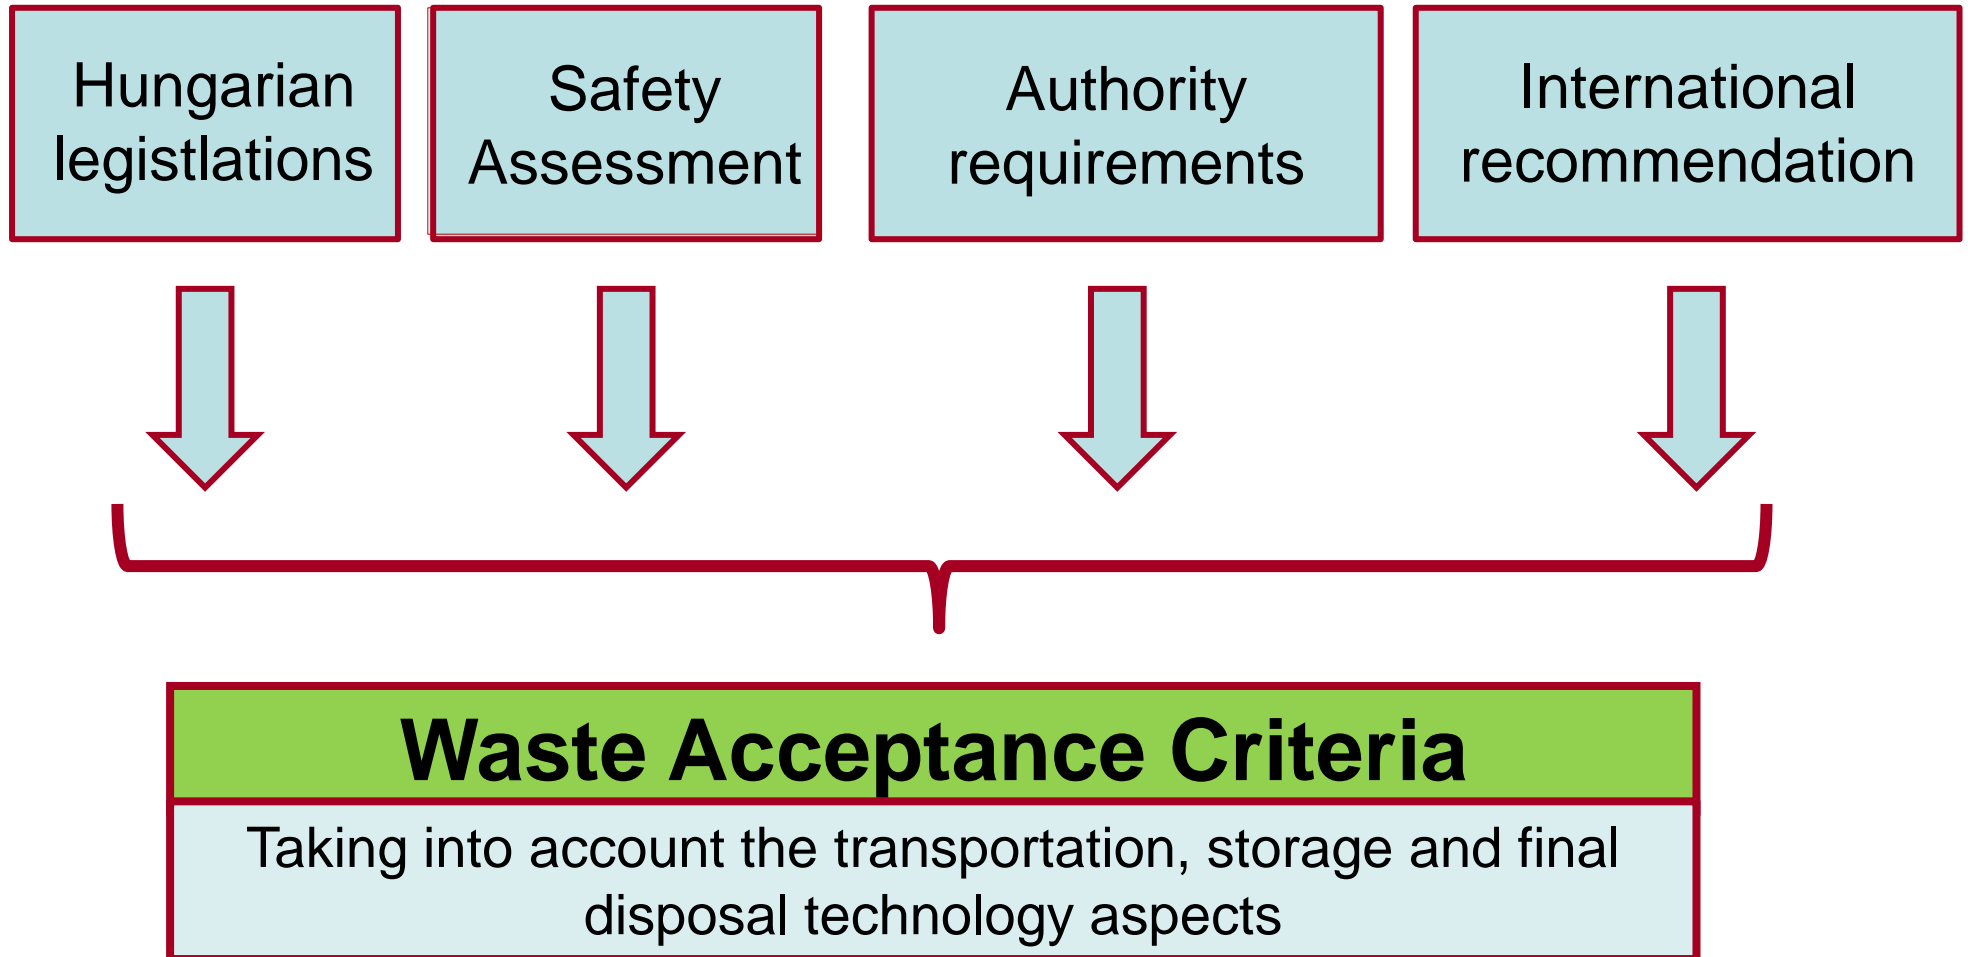 Hungarian
legistlations
Safety
Assessment
Authority
requirements
International
recommendation
Waste Acceptance Criteria
Taking into account the transportation, storage and final
disposal technology aspects